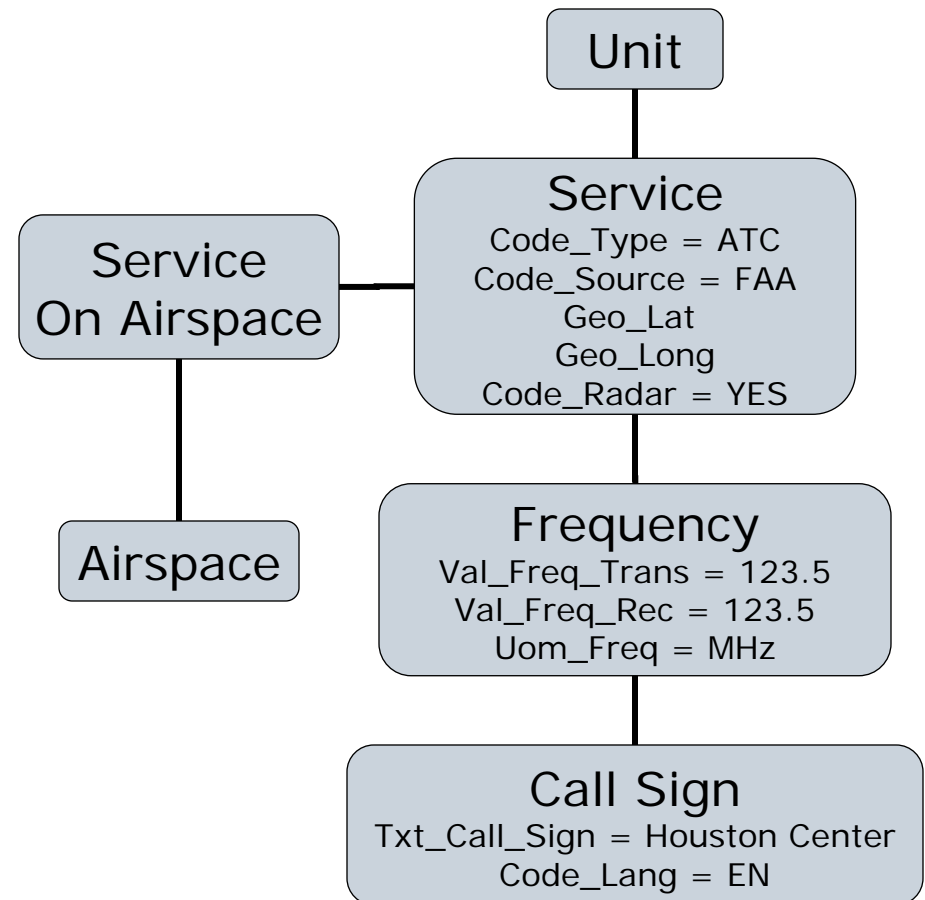 Unit
Service
Code_Type = ATC
Code_Source = FAA
Geo_Lat
Geo_Long
Code_Radar = YES
Service
On Airspace
Airspace
Frequency
Val_Freq_Trans = 123.5
Val_Freq_Rec = 123.5
Uom_Freq = MHz
Call Sign
Txt_Call_Sign = Houston Center
Code_Lang = EN